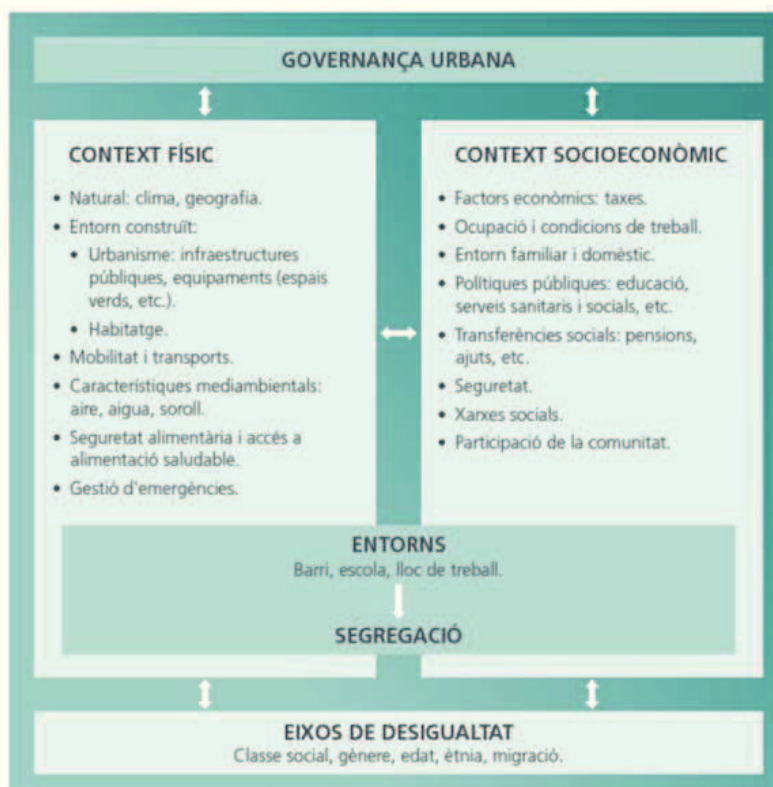 GOVERNANÇA URBANA
CONTEXT FÍSIC
• Natural: clima, geografia.
• Entorn construït:
• Urbanisme: infraestructures
públiques, equipaments (espais
verds, etc.).
• Habitatge.
• Mobilitat i transports.
• Característiques mediambientals:
aire, aigua, soroll.
• Seguretat alimentària i accés a
alimentació saludable.
• Gestió d'emergències.
CONTEXT SOCIOECONÒMIC
• Factors econòmics: taxes.
• Ocupació i condicions de treball.
• Entorn familiar i domèstic.
• Polítiques públiques: educació,
serveis sanitaris i socials, etc.
• Transferències socials: pensions,
ajuts, etc.
• Seguretat.
• Xarxes socials.
• Participació de la comunitat.
ENTORNS
Barri, escola, lloc de treball.
SEGREGACIÓ
EIXOS DE DESIGUALTAT
Classe social, gènere, edat, ètnia, migració.